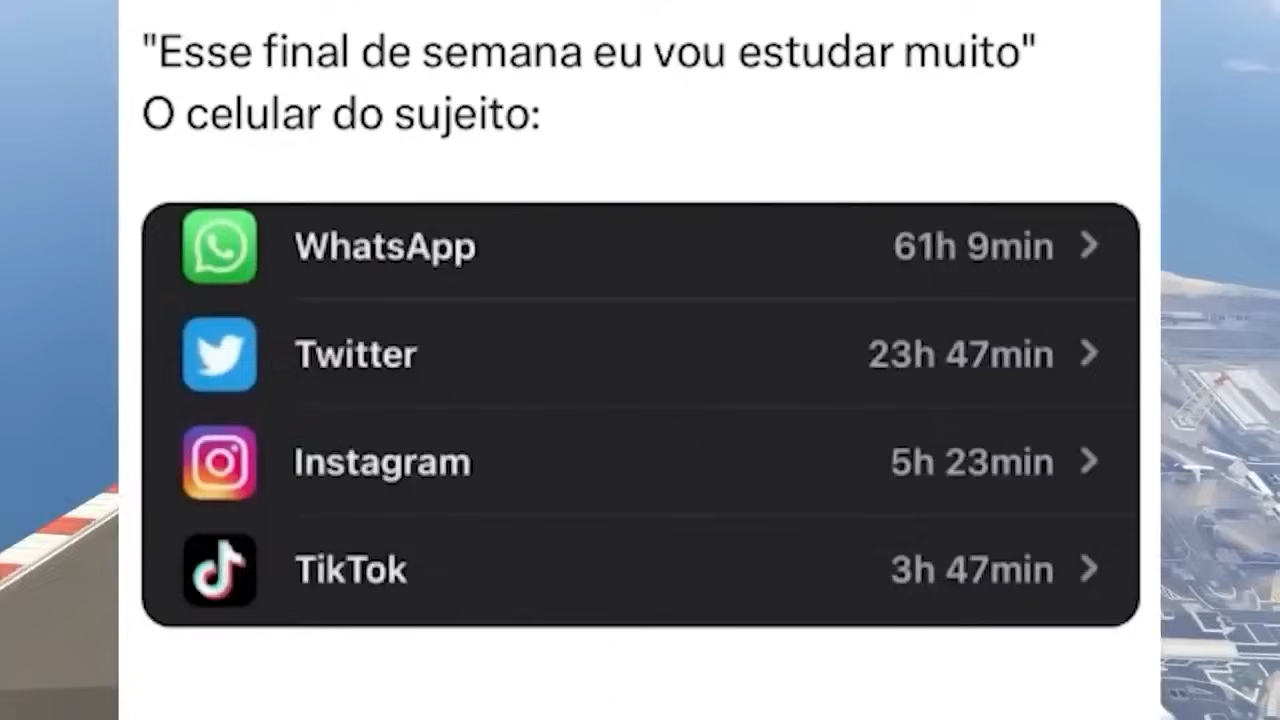 "Esse final de semana eu vou estudar muito"
O celular do sujeito:
WhatsApp 61h 9min
Twitter 23h 47min
Instagram 5h 23min
TikTok 3h 47min